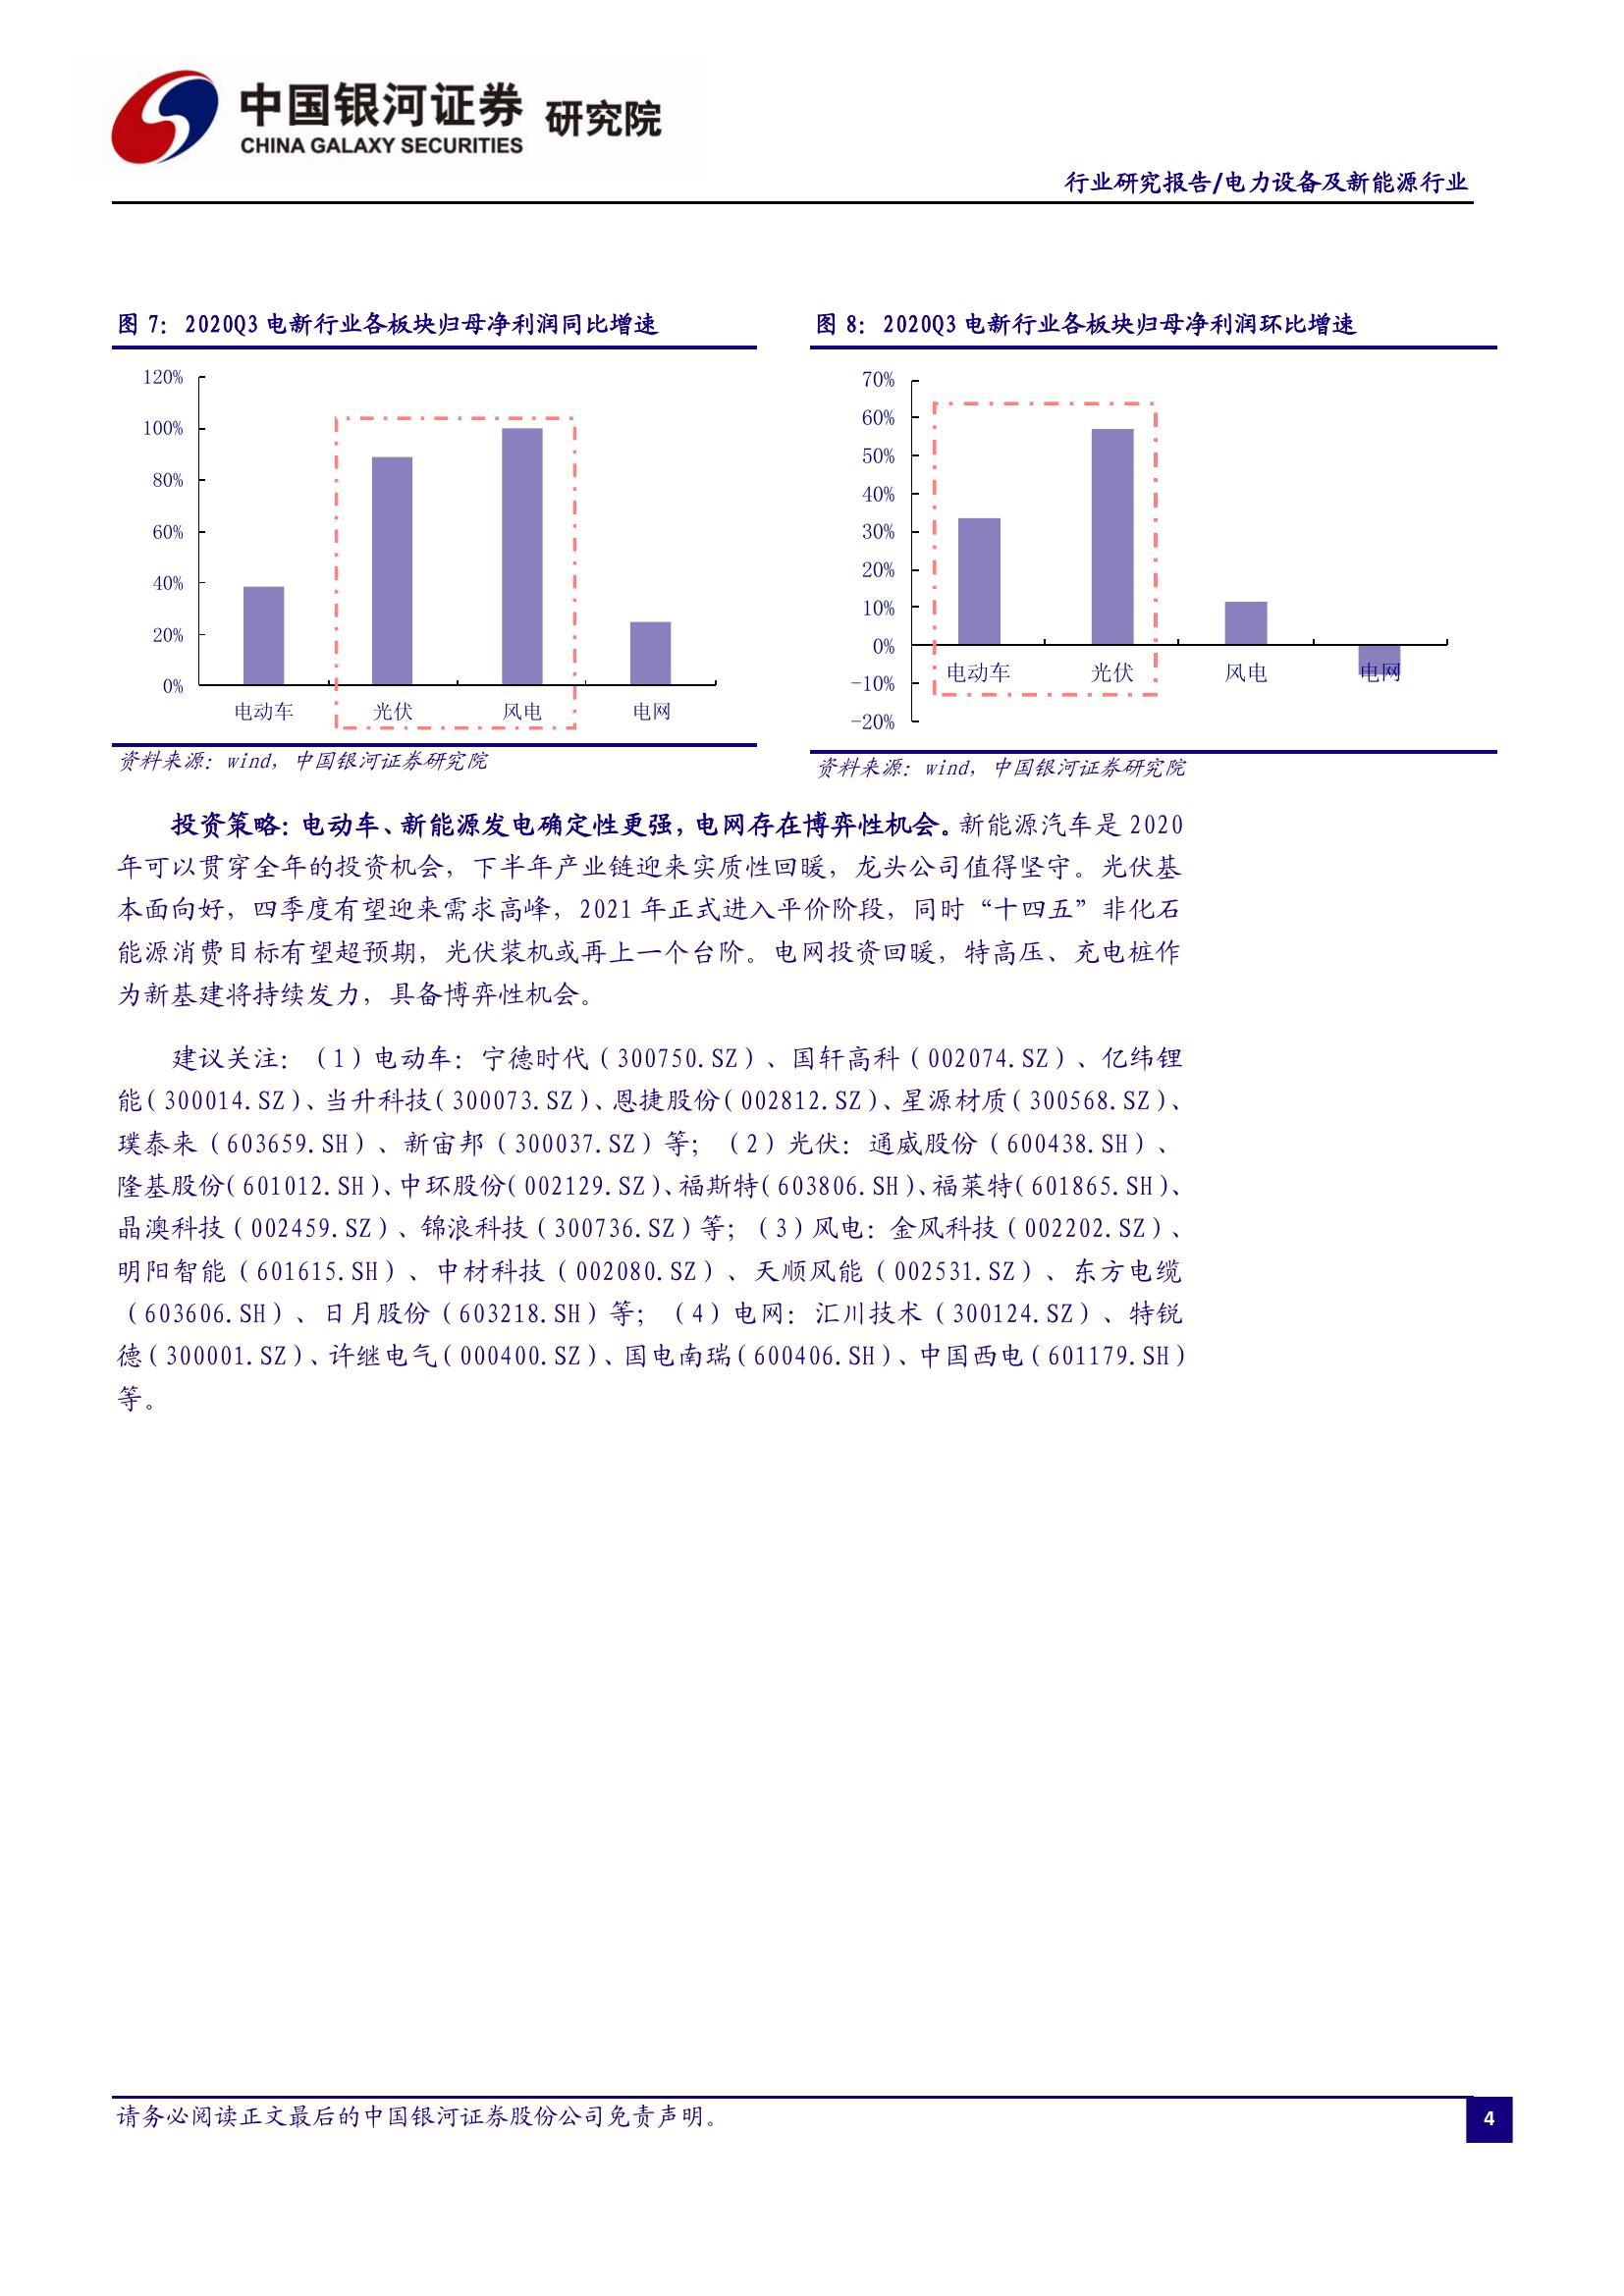 中国银河证券 研究院
CHINA GALAXY SECURITIES
行业研究报告/电力设备及新能源行业
图 7： 2020Q3 电新行业各板块归母净利润同比增速
120%
100%
80%
60%
40%
20%
0%
电动车 光伏 风电 电网
资料来源：wind，中国银河证券研究院
图 8： 2020Q3 电新行业各板块归母净利润环比增速
70%
60%
50%
40%
30%
20%
10%
0%
-10%
-20%
电动车 光伏 风电 电网
资料来源：wind，中国银河证券研究院
投资策略：电动车、新能源发电确定性更强，电网存在博弈性机会。新能源汽车是 2020
年可以贯穿全年的投资机会，下半年产业链迎来实质性回暖，龙头公司值得坚守。光伏基
本面向好，四季度有望迎来需求高峰，2021 年正式进入平价阶段，同时“十四五”非化石
能源消费目标有望超预期，光伏装机或再上一个台阶。电网投资回暖，特高压、充电桩作
为新基建将持续发力，具备博弈性机会。
建议关注：（1）电动车：宁德时代（300750.SZ）、国轩高科（002074.SZ）、亿纬锂
能（300014.SZ）、当升科技（300073.SZ）、恩捷股份（002812.SZ）、星源材质（300568.SZ）、
璞泰来（603659.SH）、新宙邦（300037.SZ）等；（2）光伏：通威股份（600438.SH）、
隆基股份（601012.SH）、中环股份（002129.SZ）、福斯特（603806.SH）、福莱特（601865.SH）、
晶澳科技（002459.SZ）、锦浪科技（300736.SZ）等；（3）风电：金风科技（002202.SZ）、
明阳智能（601615.SH）、中材科技（002080.SZ）、天顺风能（002531.SZ）、东方电缆
（603606.SH）、日月股份（603218.SH）等；（4）电网：汇川技术（300124.SZ）、特锐
德（300001.SZ）、许继电气（000400.SZ）、国电南瑞（600406.SH）、中国西电（601179.SH）
等。
请务必阅读正文最后的中国银河证券股份公司免责声明。
4